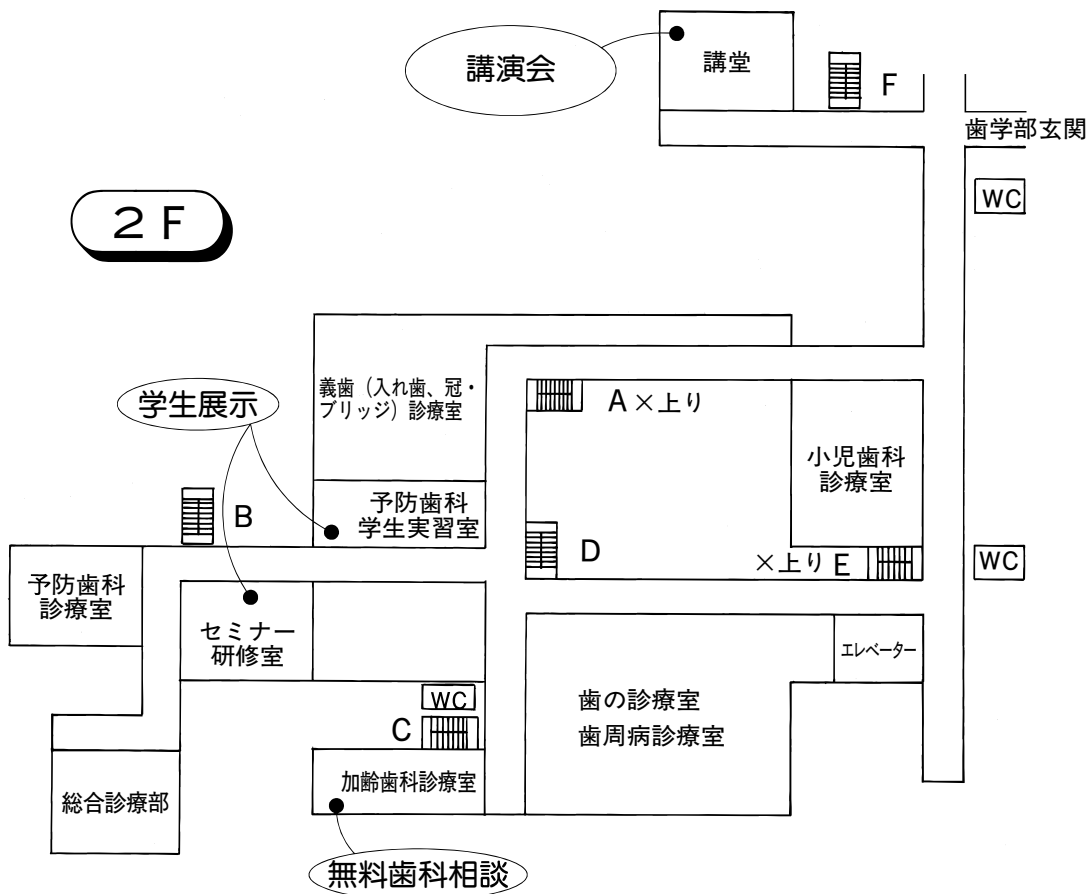 講演会
講堂
F
歯学部玄関
WC
2F
義歯（入れ歯、冠・
ブリッジ）診療室
A×上り
小児歯科
診療室
学生展示
予防歯科
学生実習室
B
D
×上り E
WC
予防歯科
診療室
セミナー
研修室
エレベーター
WC
C
歯の診療室
歯周病診療室
加齢歯科診療室
総合診療部
無料歯科相談